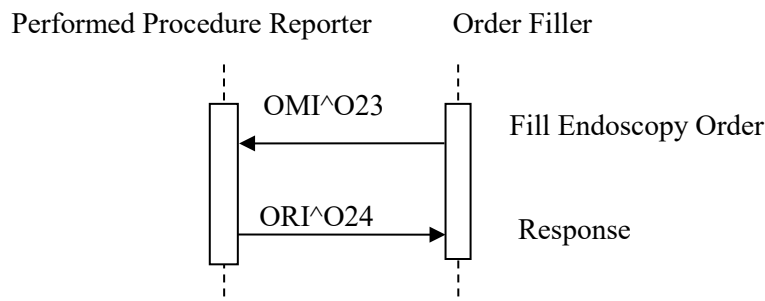 Performed Procedure Reporter Order Filler
OMI^O23
Fill Endoscopy Order
ORI^O24
Response